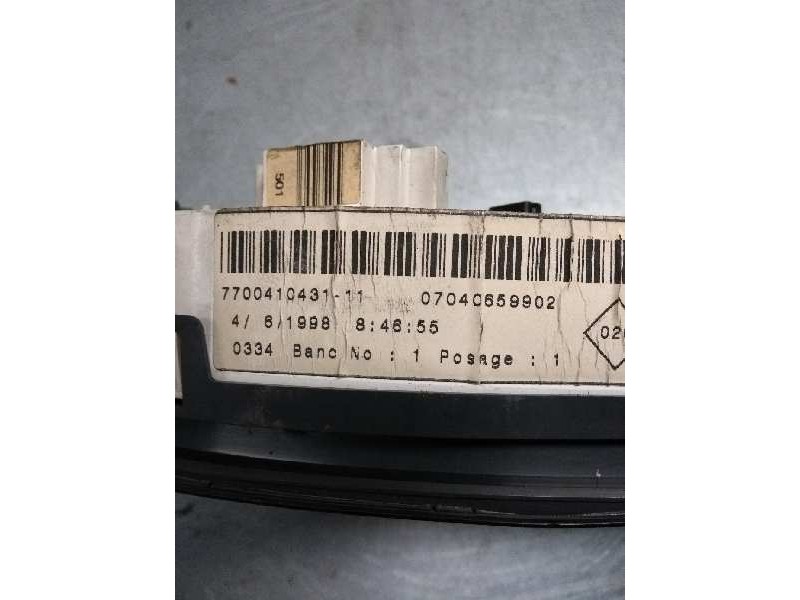 501
7700410431-11 07040659902
4/ 6/1998 8:46:55
0334 Banc No : 1 Posage : 1